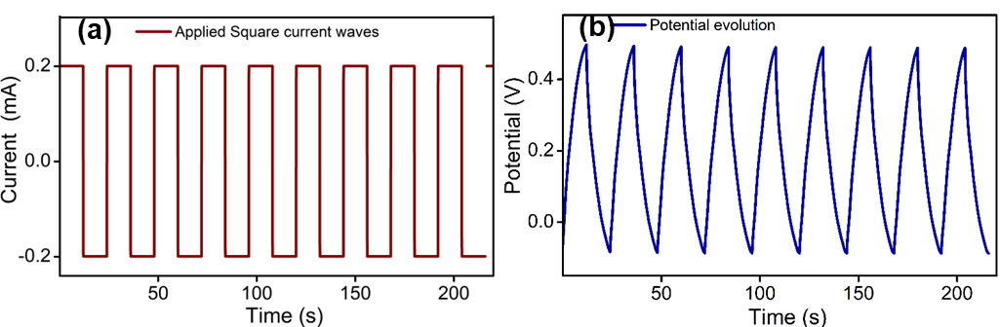 (a) Applied Square current waves
Current (mA)
0.2
0.0
-0.2
50 100 150 200
Time (s)
(b) Potential evolution
Potential (V)
0.4
0.2
0.0
50 100 150 200
Time (s)